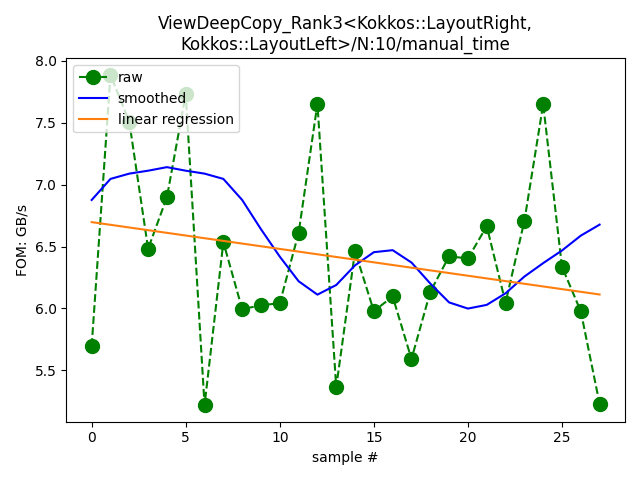 ViewDeepCopy_Rank3<Kokkos::LayoutRight,
Kokkos::LayoutLeft>/N:10/manual_time
8.0
7.5
7.0
6.5
6.0
5.5
FOM: GB/s
raw
smoothed
linear regression
0
5
10
15
20
25
sample #